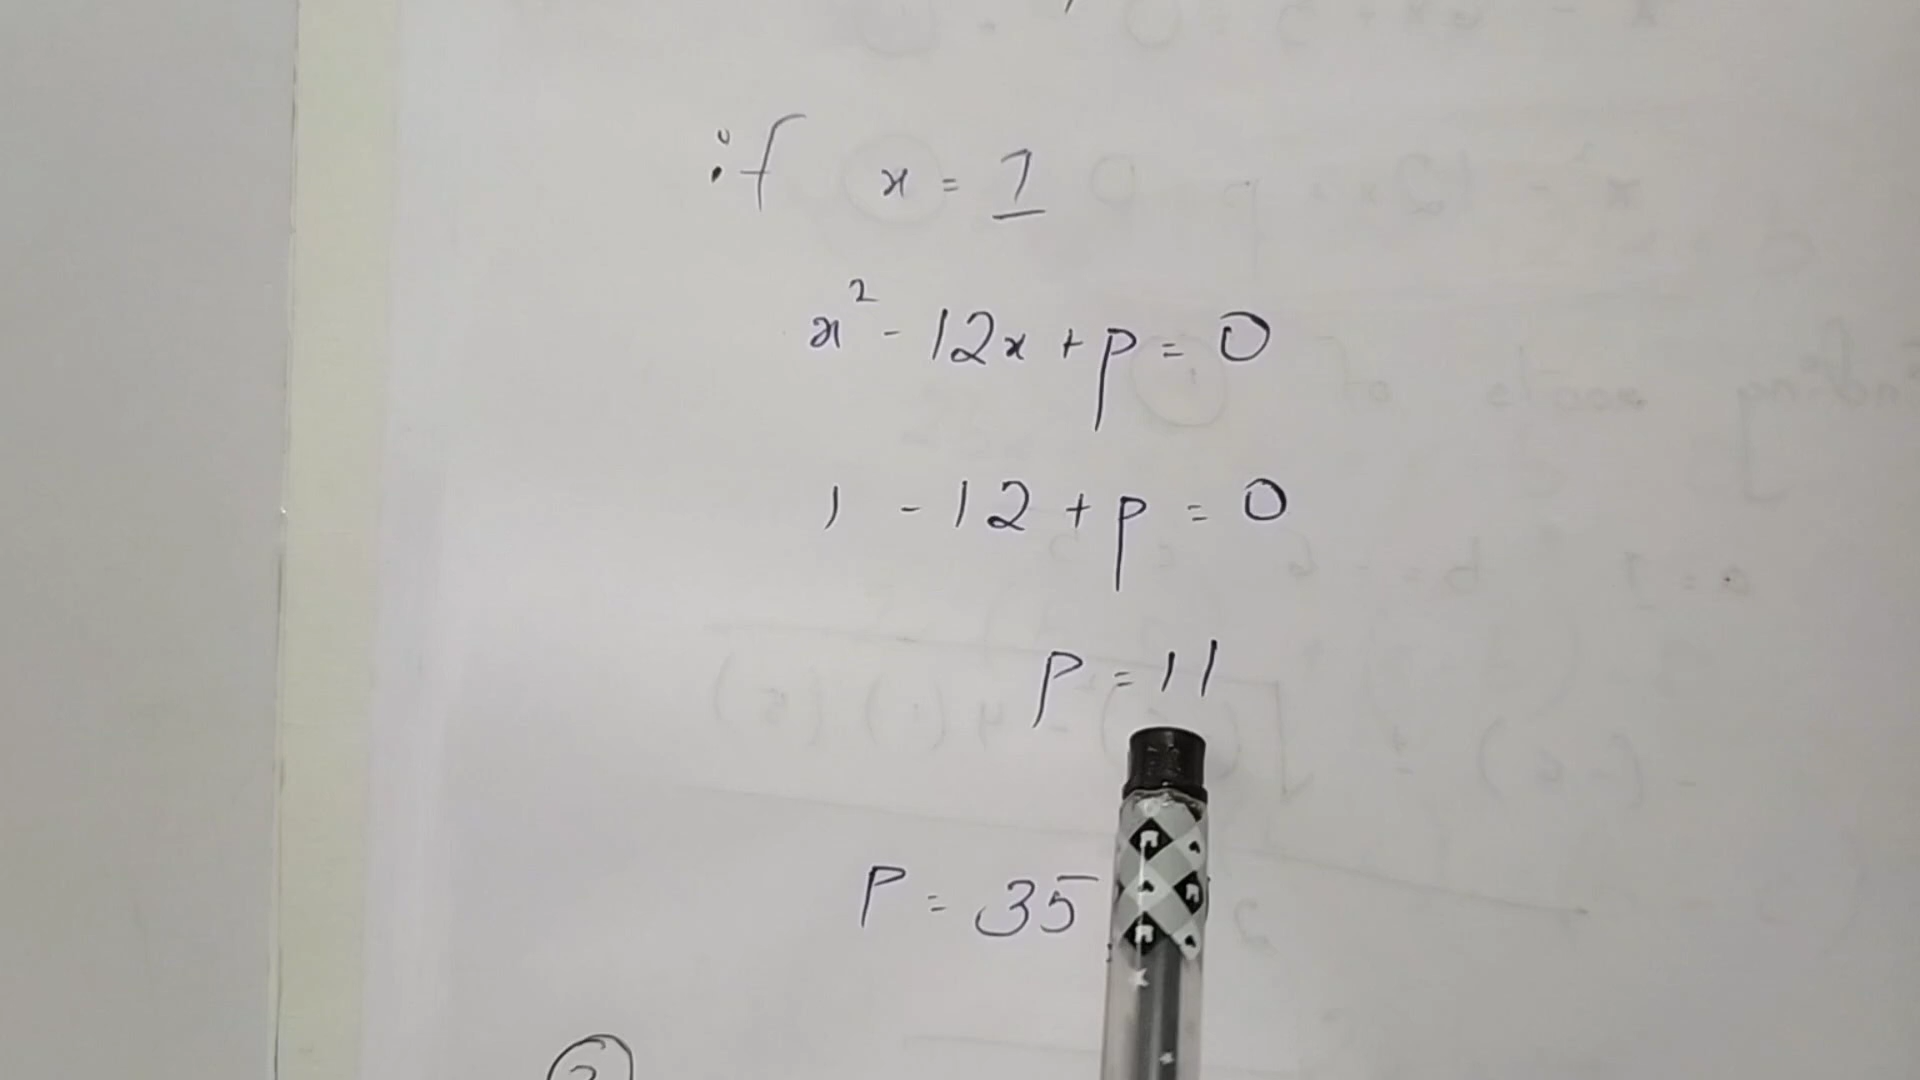 if x = 1
x² - 12x + p = 0
1 - 12 + p = 0
p = 11
P = 35